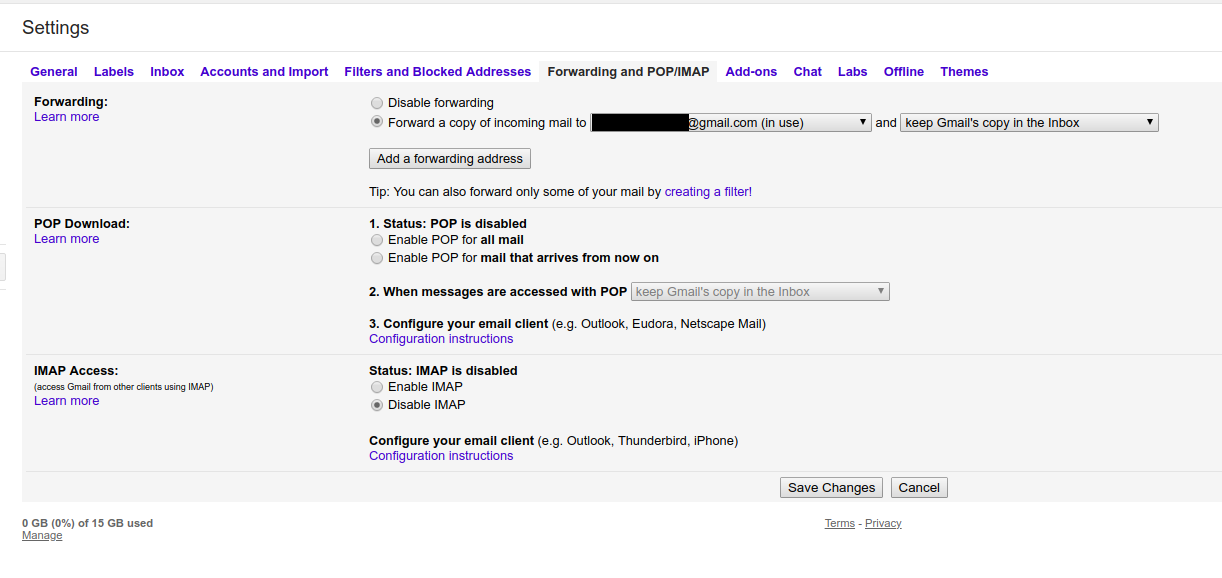 Settings
General Labels Inbox Accounts and Import Filters and Blocked Addresses Forwarding and POP/IMAP Add-ons Chat Labs Offline Themes
Forwarding:
Learn more
Disable forwarding
Forward a copy of incoming mail to @gmail.com (in use) and keep Gmail's copy in the Inbox
Add a forwarding address
Tip: You can also forward only some of your mail by creating a filter!
POP Download:
Learn more
1. Status: POP is disabled
Enable POP for all mail
Enable POP for mail that arrives from now on
2. When messages are accessed with POP keep Gmail's copy in the Inbox
3. Configure your email client (e.g. Outlook, Eudora, Netscape Mail)
Configuration instructions
IMAP Access:
(access Gmail from other clients using IMAP)
Learn more
Status: IMAP is disabled
Enable IMAP
Disable IMAP
Configure your email client (e.g. Outlook, Thunderbird, iPhone)
Configuration instructions
Save Changes Cancel
0 GB (0%) of 15 GB used
Manage
Terms - Privacy